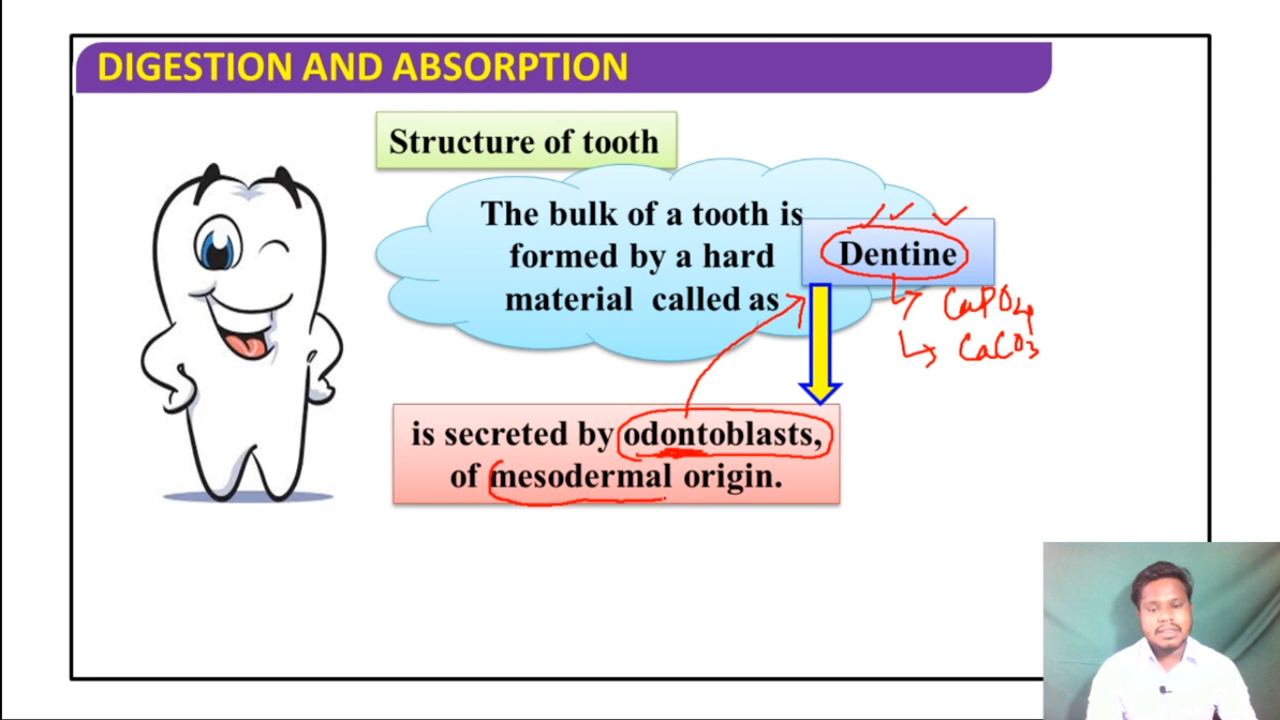 DIGESTION AND ABSORPTION
Structure of tooth
The bulk of a tooth is
formed by a hard
material called as
Dentine
CaPO4
CaCO3
is secreted by odontoblasts,
of mesodermal origin.